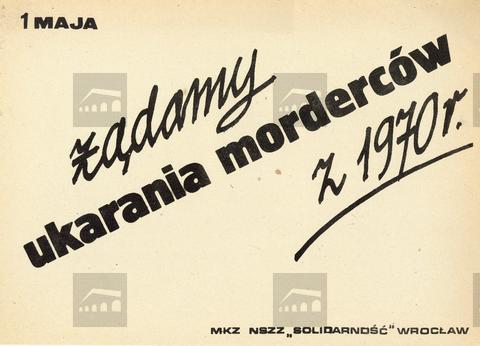 1 MAJA
żądamy
ukarania morderców
z 1970 r.
MKZ NSZZ „SOLIDARNOŚĆ" WROCŁAW